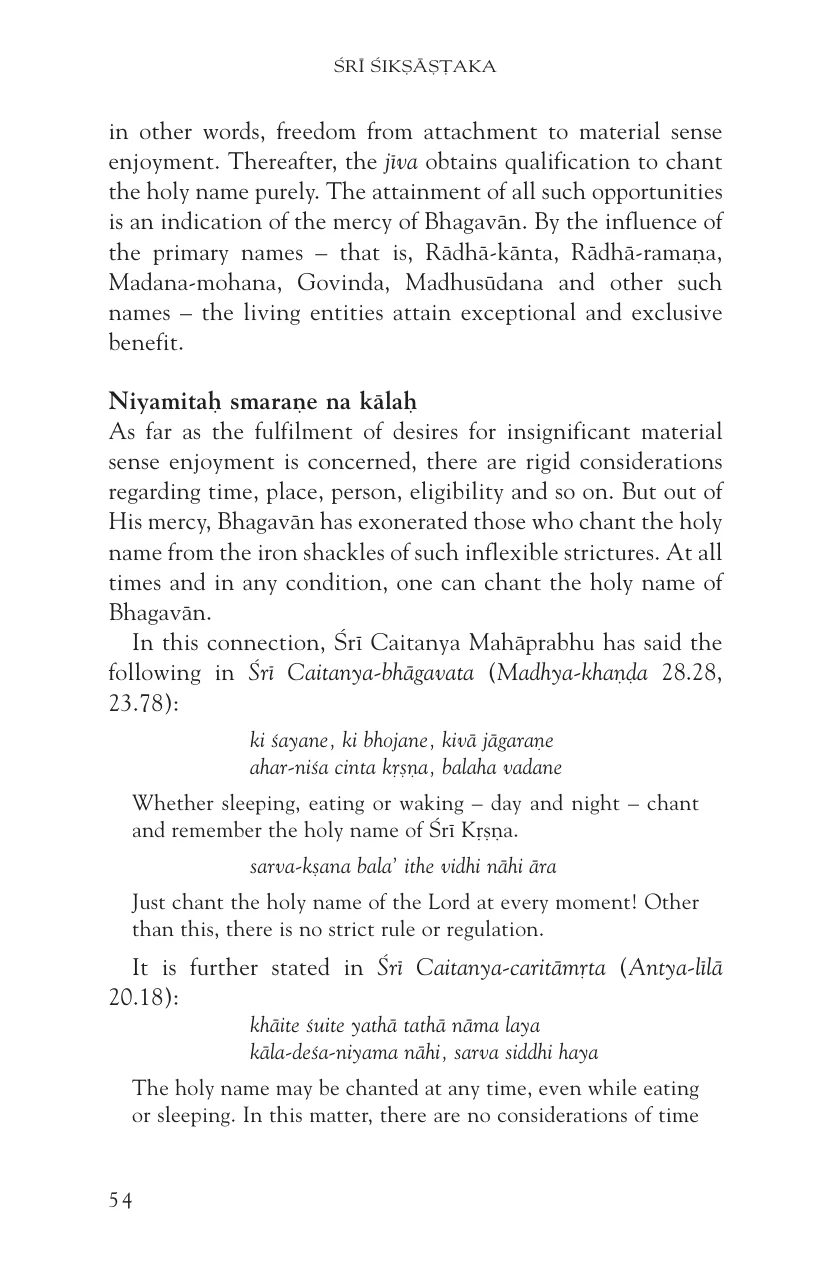 ŚRĪ ŚIKṢĀṢṬAKA
in other words, freedom from attachment to material sense
enjoyment. Thereafter, the jīva obtains qualification to chant
the holy name purely. The attainment of all such opportunities
is an indication of the mercy of Bhagavān. By the influence of
the primary names – that is, Rādhā-kānta, Rādhā-ramaṇa,
Madana-mohana, Govinda, Madhusūdana and other such
names – the living entities attain exceptional and exclusive
benefit.
Niyamitaḥ smaraṇe na kālaḥ
As far as the fulfilment of desires for insignificant material
sense enjoyment is concerned, there are rigid considerations
regarding time, place, person, eligibility and so on. But out of
His mercy, Bhagavān has exonerated those who chant the holy
name from the iron shackles of such inflexible strictures. At all
times and in any condition, one can chant the holy name of
Bhagavān.
In this connection, Śrī Caitanya Mahāprabhu has said the
following in Śrī Caitanya-bhāgavata (Madhya-khaṇḍa 28.28,
23.78):
ki śayane, ki bhojane, kivā jāgaraṇe
ahar-niśa cinta kṛṣṇa, balaha vadane
Whether sleeping, eating or waking – day and night – chant
and remember the holy name of Śrī Kṛṣṇa.
sarva-kṣana bala’ ithe vidhi nāhi āra
Just chant the holy name of the Lord at every moment! Other
than this, there is no strict rule or regulation.
It is further stated in Śrī Caitanya-caritāmṛta (Antya-līlā
20.18):
khāite śuite yathā tathā nāma laya
kāla-deśa-niyama nāhi, sarva siddhi haya
The holy name may be chanted at any time, even while eating
or sleeping. In this matter, there are no considerations of time
54